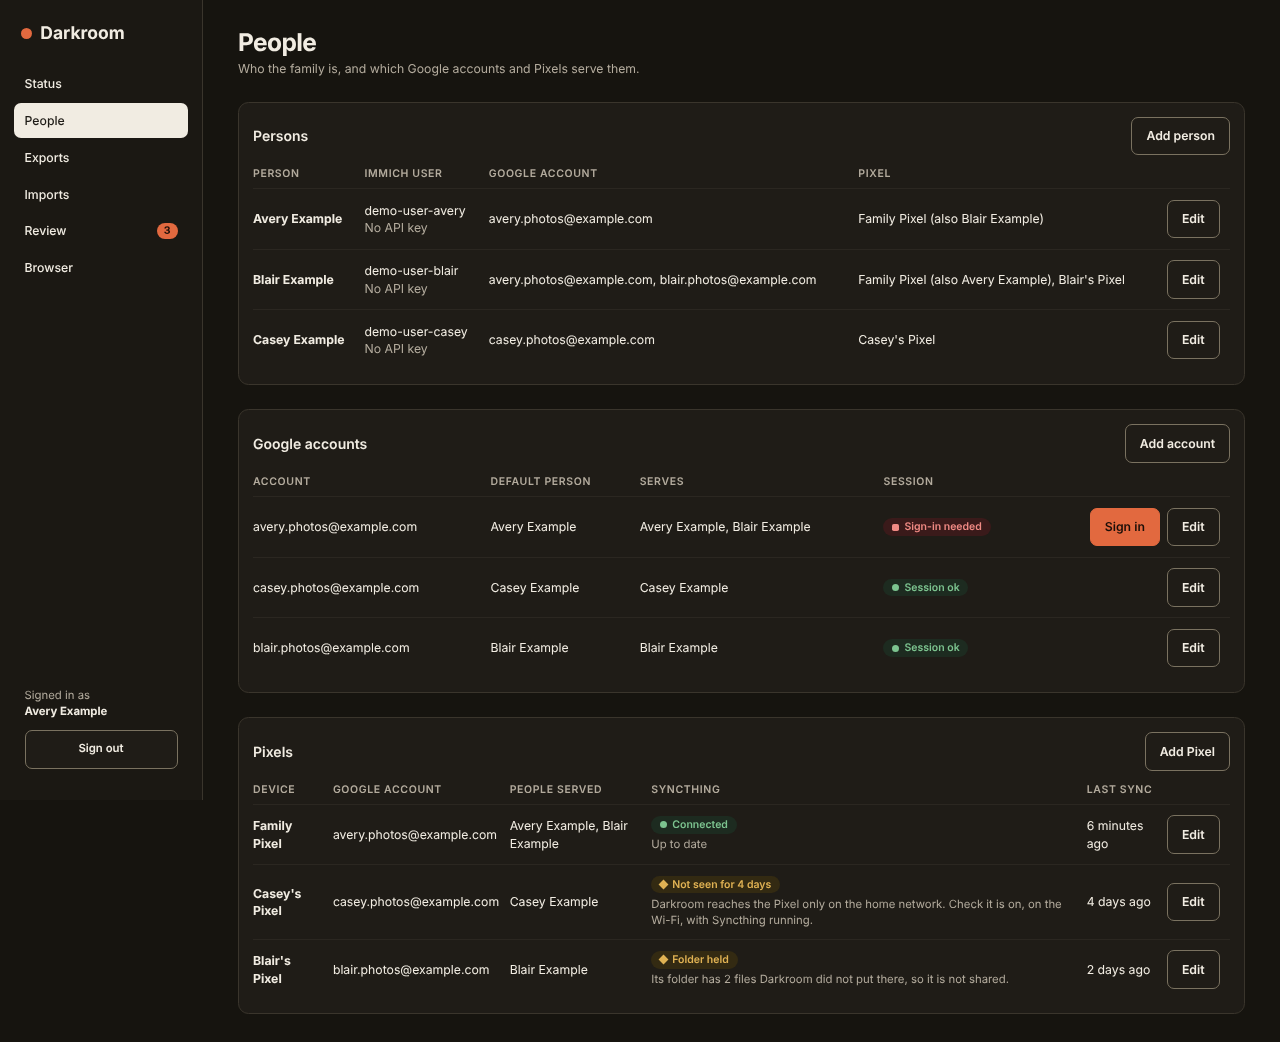 Darkroom
Status
People
Exports
Imports
Review 3
Browser
Signed in as
Avery Example
Sign out
People
Who the family is, and which Google accounts and Pixels serve them.
Persons
Add person
PERSON IMMICH USER GOOGLE ACCOUNT PIXEL
Avery Example demo-user-avery No API key avery.photos@example.com Family Pixel (also Blair Example) Edit
Blair Example demo-user-blair No API key avery.photos@example.com, blair.photos@example.com Family Pixel (also Avery Example), Blair's Pixel Edit
Casey Example demo-user-casey No API key casey.photos@example.com Casey's Pixel Edit
Google accounts
Add account
ACCOUNT DEFAULT PERSON SERVES SESSION
avery.photos@example.com Avery Example Avery Example, Blair Example Sign-in needed Sign in Edit
casey.photos@example.com Casey Example Casey Example Session ok Edit
blair.photos@example.com Blair Example Blair Example Session ok Edit
Pixels
Add Pixel
DEVICE GOOGLE ACCOUNT PEOPLE SERVED SYNCTHING LAST SYNC
Family Pixel avery.photos@example.com Avery Example, Blair Example Connected Up to date 6 minutes ago Edit
Casey's Pixel casey.photos@example.com Casey Example Not seen for 4 days Darkroom reaches the Pixel only on the home network. Check it is on, on the Wi-Fi, with Syncthing running. 4 days ago Edit
Blair's Pixel blair.photos@example.com Blair Example Folder held Its folder has 2 files Darkroom did not put there, so it is not shared. 2 days ago Edit